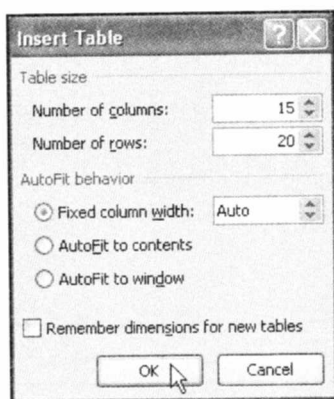 Insert Table
Table size
Number of columns: 15
Number of rows: 20
AutoFit behavior
Fixed column width: Auto
AutoFit to contents
AutoFit to window
Remember dimensions for new tables
OK Cancel